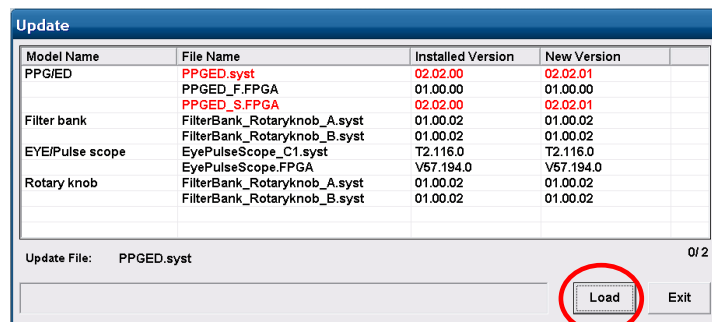 Update
Model Name File Name Installed Version New Version
PPG/ED PPGED.syst 02.02.00 02.02.01
PPGED_F.FPGA 01.00.00 01.00.00
PPGED_S.FPGA 02.02.00 02.02.01
Filter bank FilterBank_Rotaryknob_A.syst 01.00.02 01.00.02
FilterBank_Rotaryknob_B.syst 01.00.02 01.00.02
EYE/Pulse scope EyePulseScope_C1.syst T2.116.0 T2.116.0
EyePulseScope.FPGA V57.194.0 V57.194.0
Rotary knob FilterBank_Rotaryknob_A.syst 01.00.02 01.00.02
FilterBank_Rotaryknob_B.syst 01.00.02 01.00.02
Update File: PPGED.syst 0/ 2
Load Exit